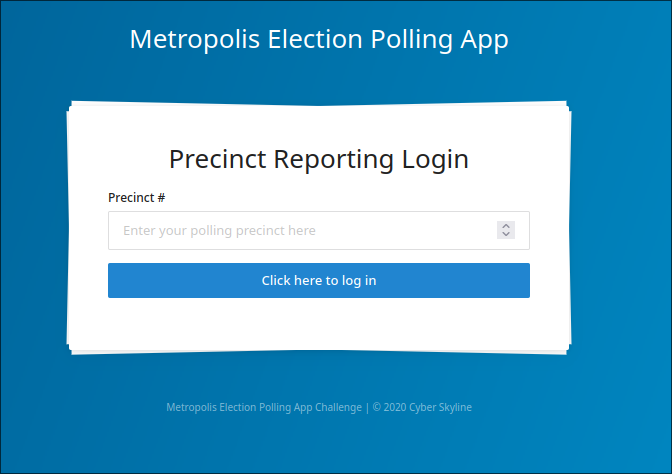 Metropolis Election Polling App
Precinct Reporting Login
Precinct #
Enter your polling precinct here
Click here to log in
Metropolis Election Polling App Challenge | © 2020 Cyber Skyline